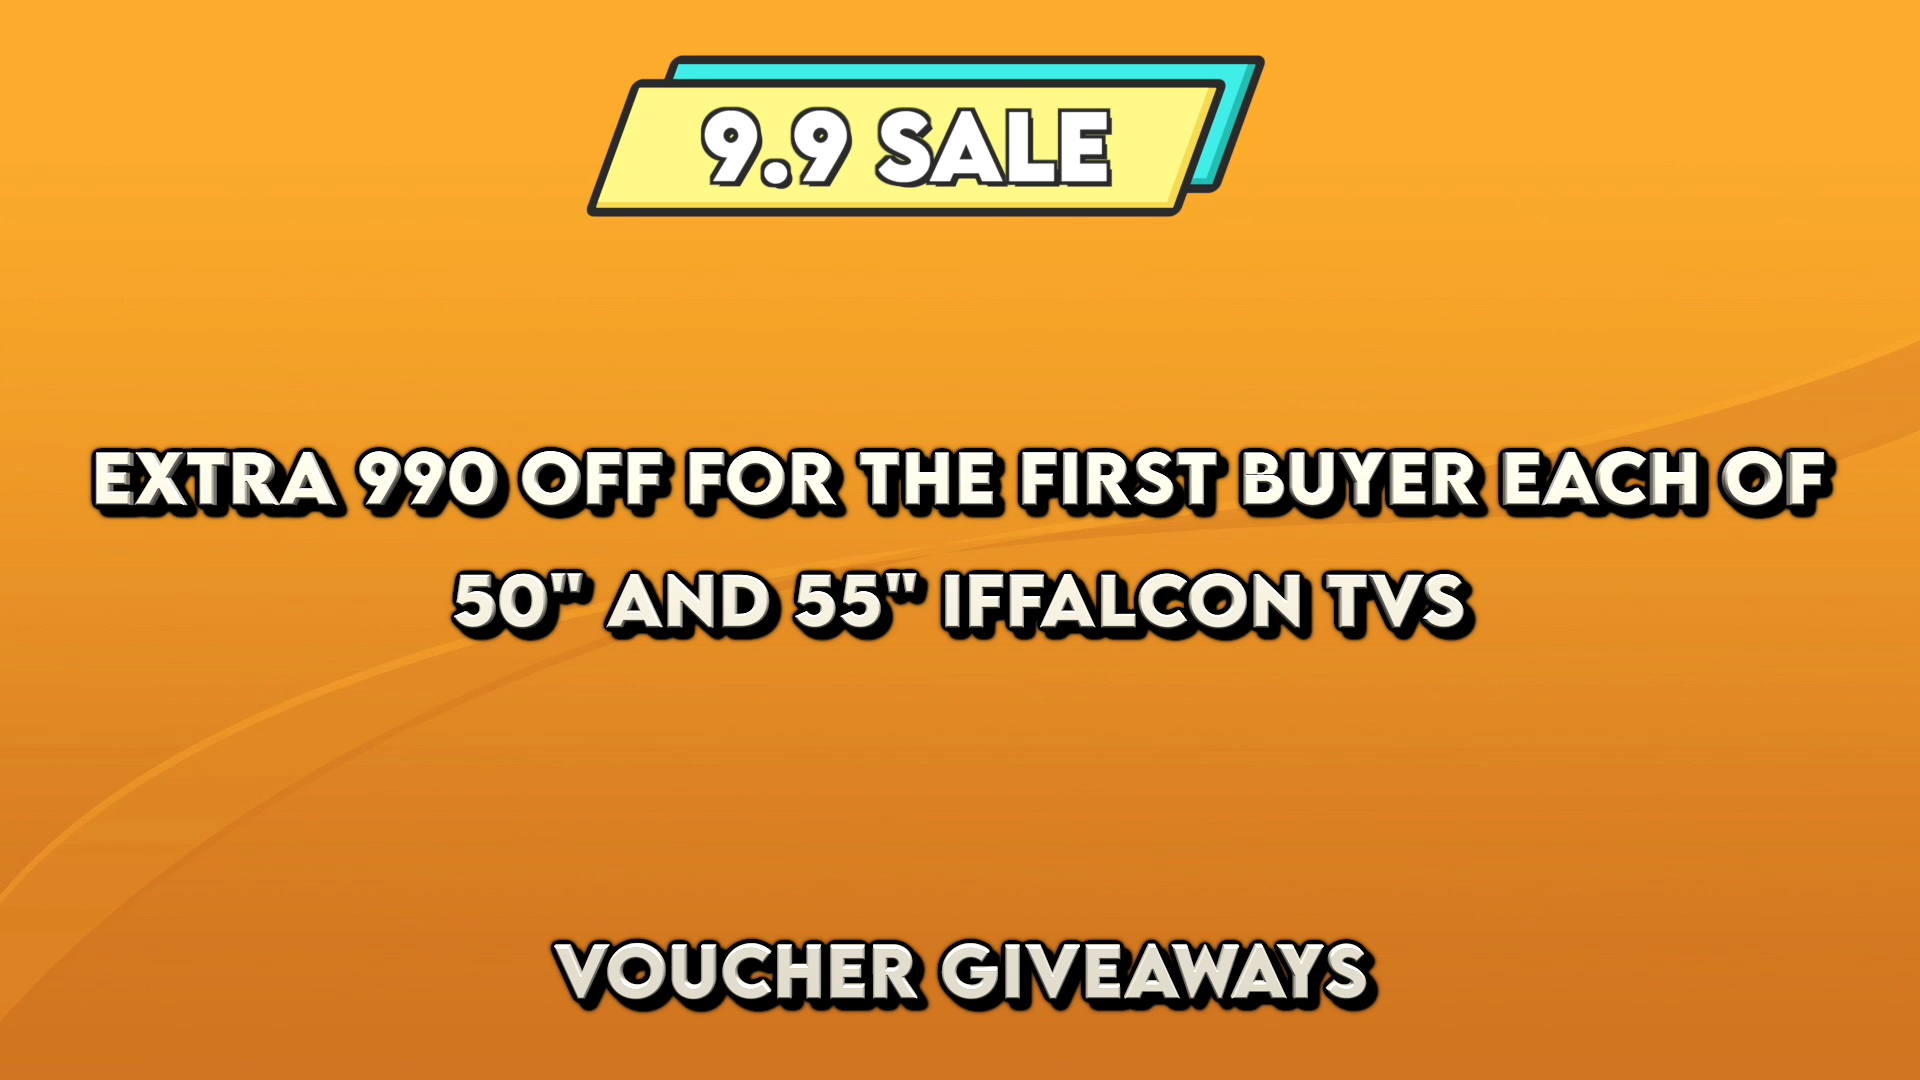 9.9 SALE
EXTRA 990 OFF FOR THE FIRST BUYER EACH OF
50" AND 55" IFFALCON TVS
VOUCHER GIVEAWAYS